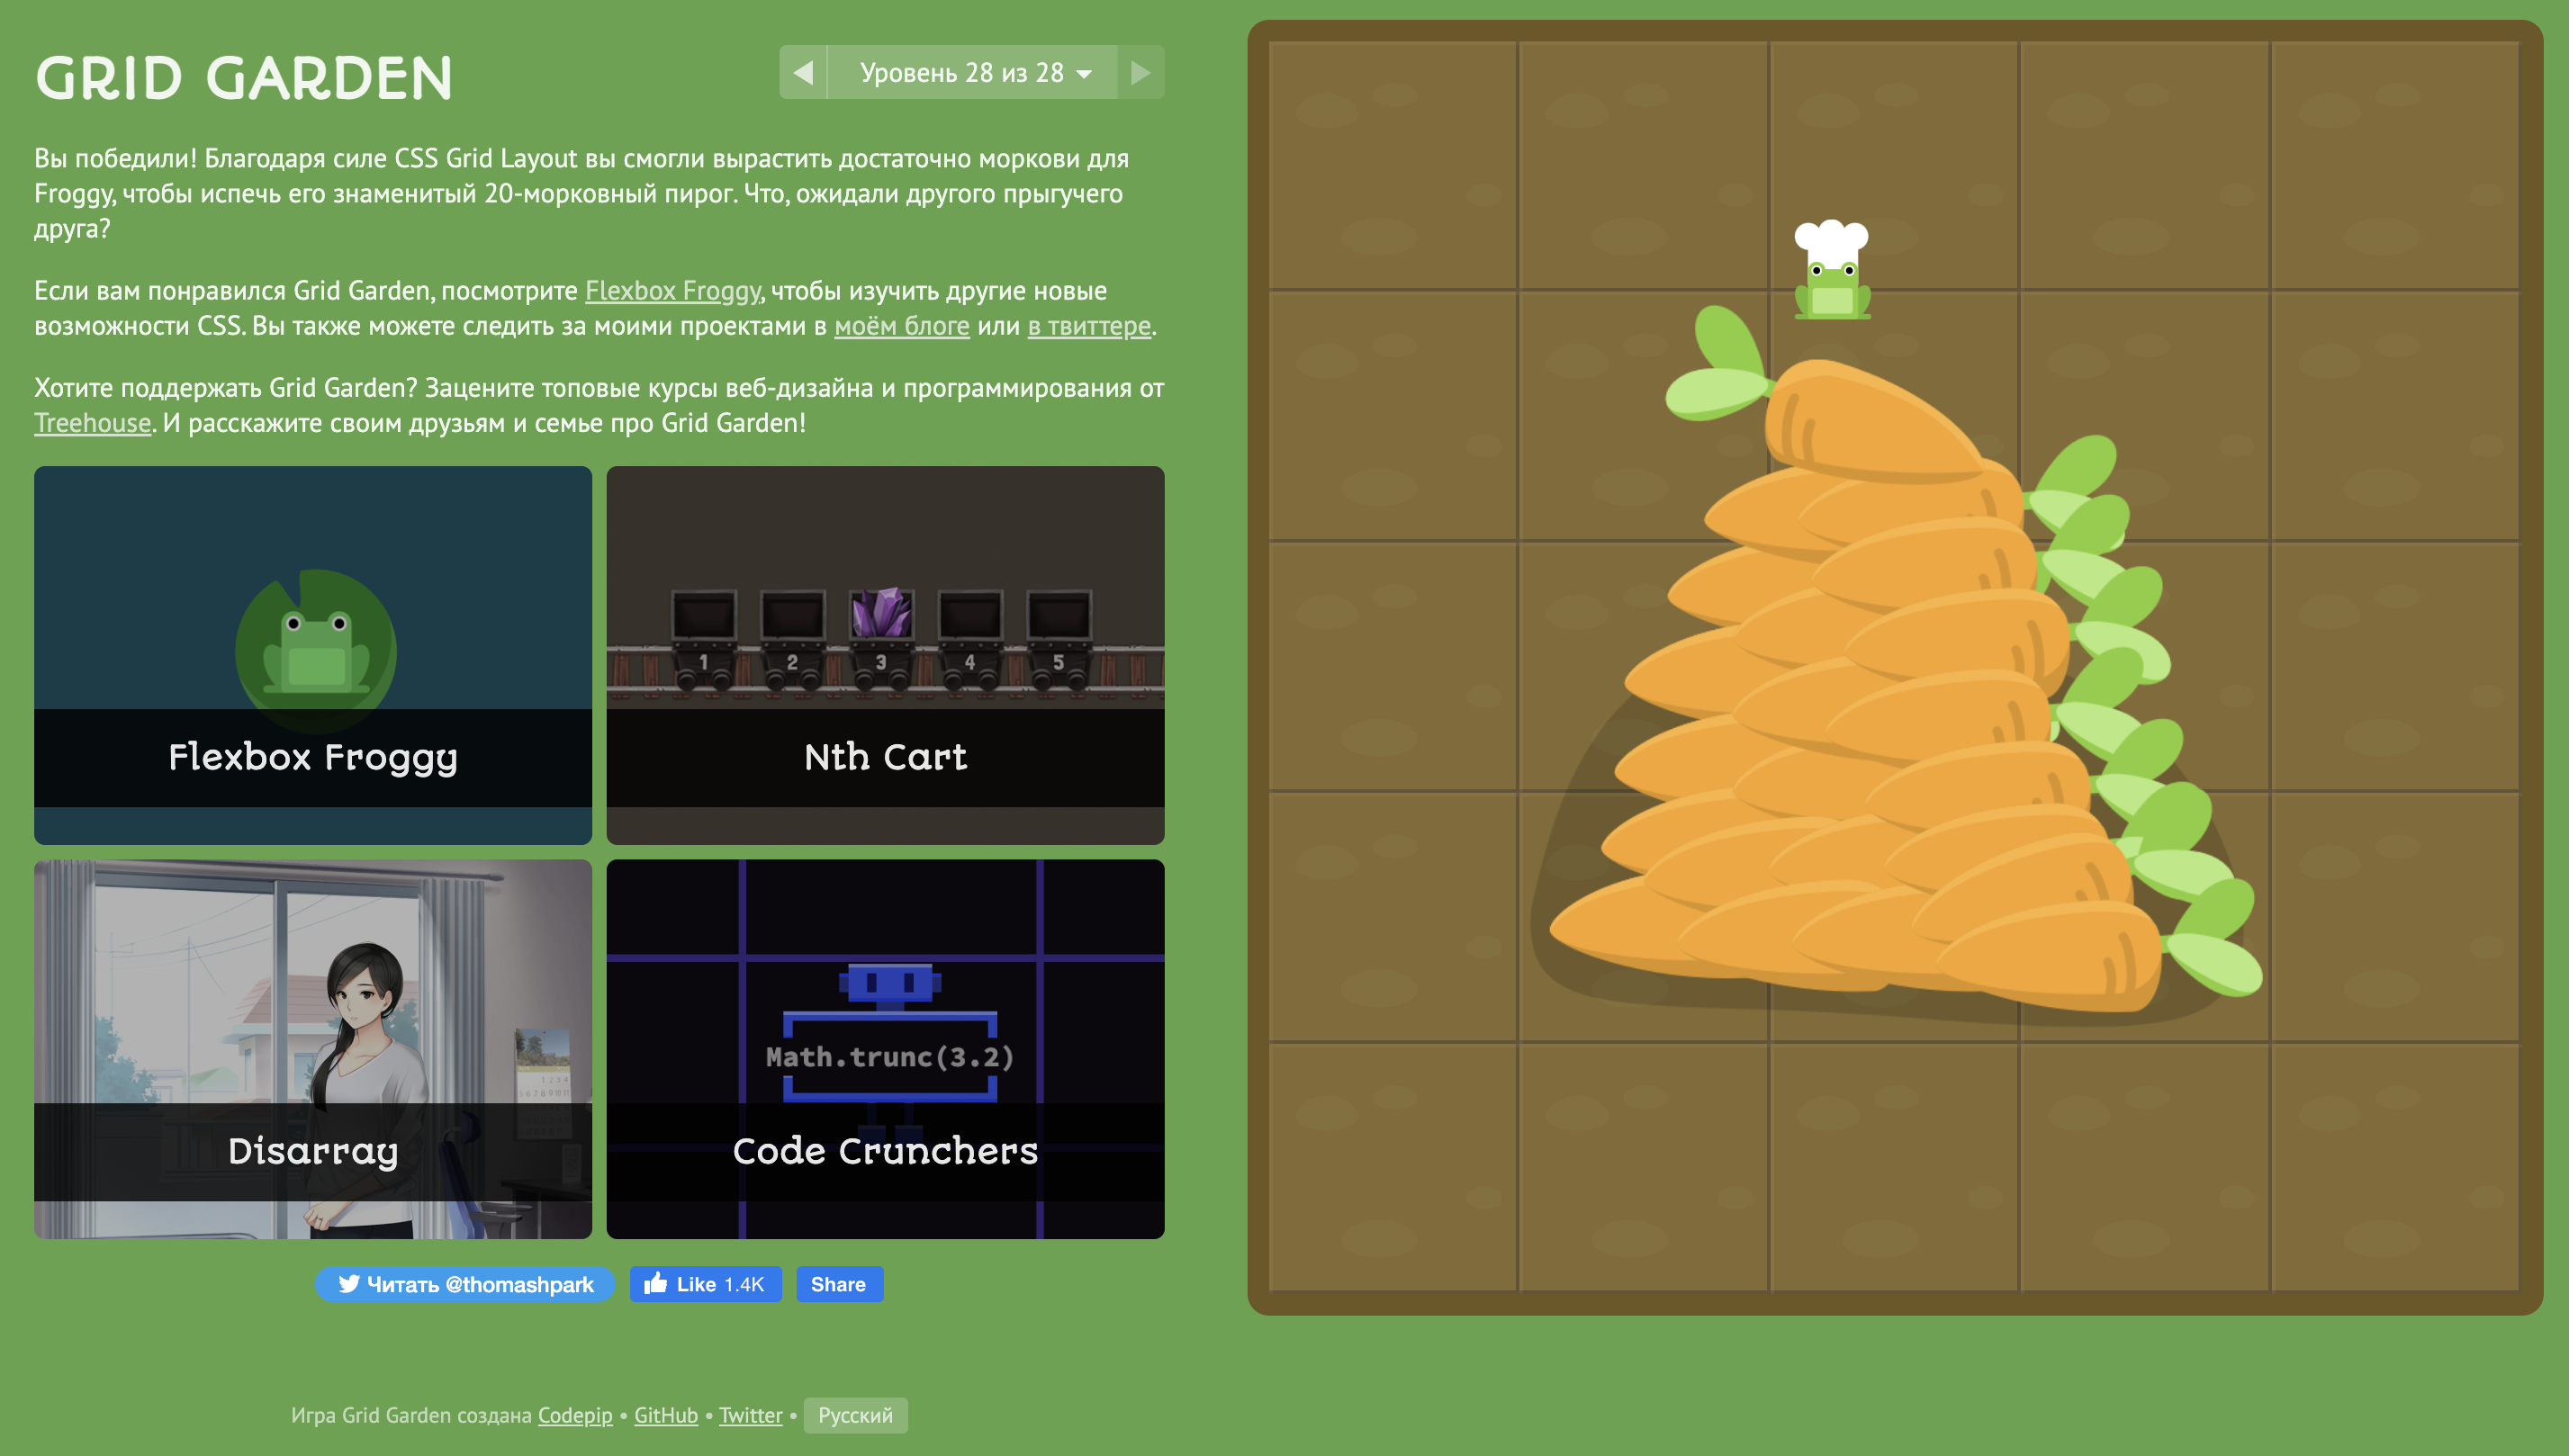 GRID GARDEN
Уровень 28 из 28
Вы победили! Благодаря силе CSS Grid Layout вы смогли вырастить достаточно моркови для
Froggy, чтобы испечь его знаменитый 20-морковный пирог. Что, ожидали другого прыгучего
друга?
Если вам понравился Grid Garden, посмотрите Flexbox Froggy, чтобы изучить другие новые
возможности CSS. Вы также можете следить за моими проектами в моём блоге или в твиттере.
Хотите поддержать Grid Garden? Зацените топовые курсы веб-дизайна и программирования от
Treehouse. И расскажите своим друзьям и семье про Grid Garden!
Flexbox Froggy
1 2 3 4 5
Nth Cart
Disarray
Math.trunc(3.2)
Code Crunchers
Читать @thomashpark
Like 1.4K
Share
Игра Grid Garden создана Codepip • GitHub • Twitter • Русский